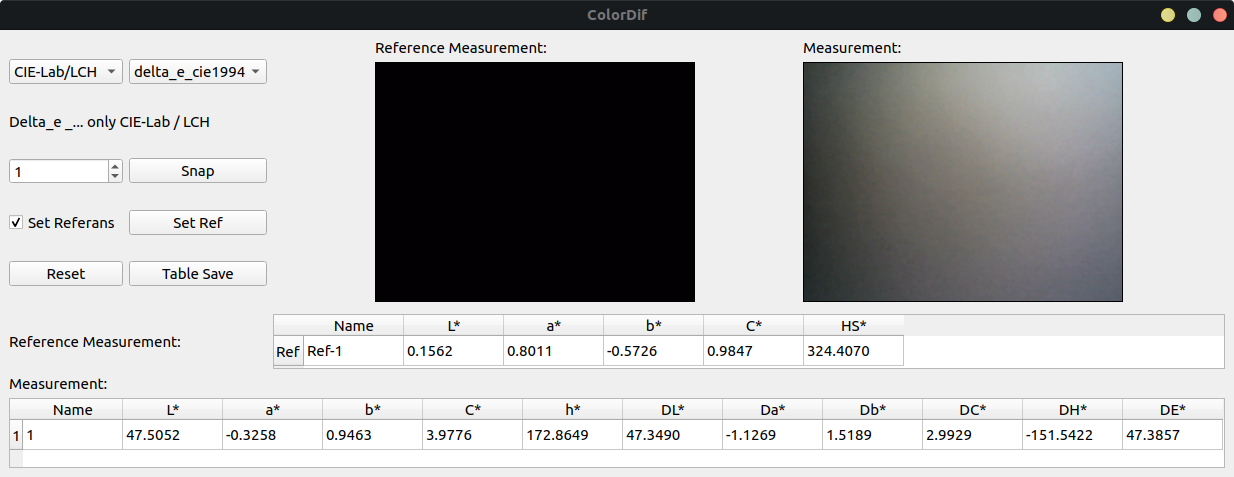 ColorDif
Reference Measurement: Measurement:
CIE-Lab/LCH delta_e_cie1994
Delta_e _... only CIE-Lab / LCH
1 Snap
Set Referans Set Ref
Reset Table Save
Name L* a* b* C* HS*
Reference Measurement: Ref Ref-1 0.1562 0.8011 -0.5726 0.9847 324.4070
Measurement:
Name L* a* b* C* h* DL* Da* Db* DC* DH* DE*
1 1 47.5052 -0.3258 0.9463 3.9776 172.8649 47.3490 -1.1269 1.5189 2.9929 -151.5422 47.3857